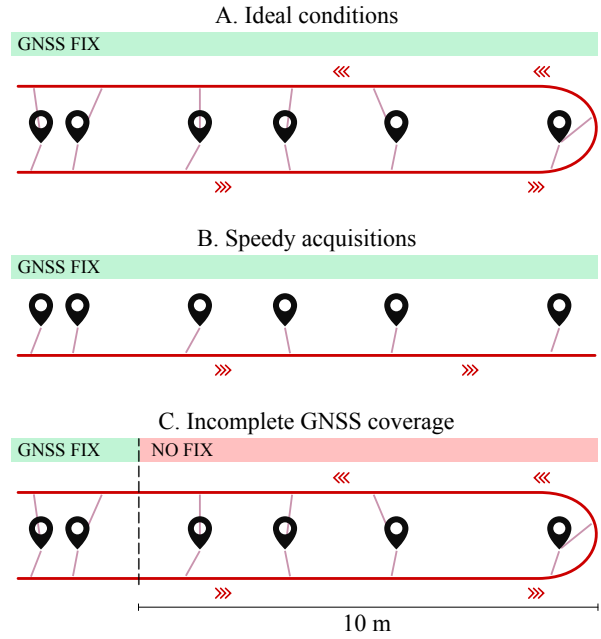 A. Ideal conditions
GNSS FIX
B. Speedy acquisitions
GNSS FIX
C. Incomplete GNSS coverage
GNSS FIX NO FIX
10 m